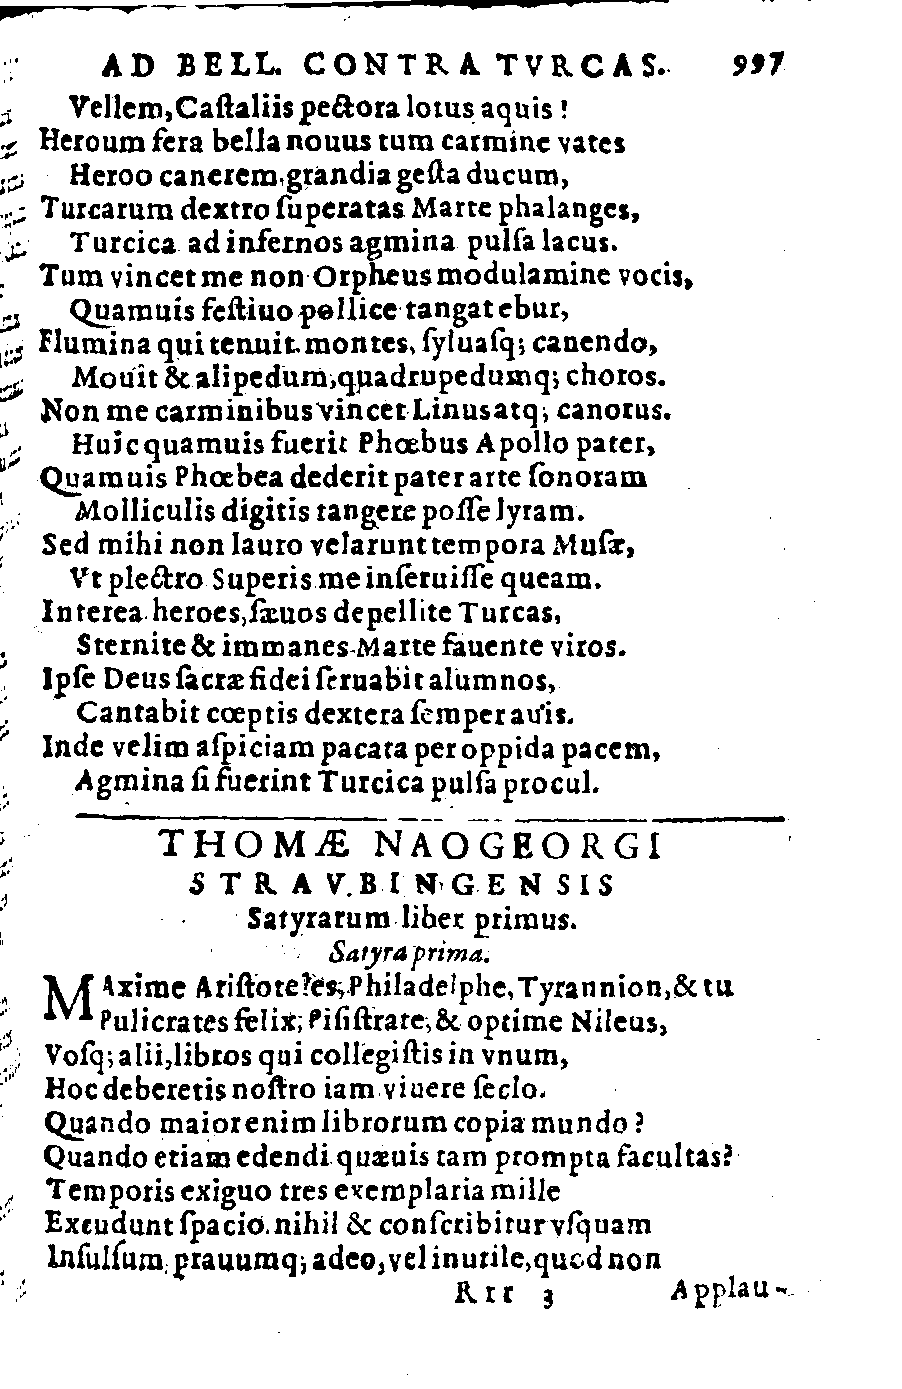 AD BELL. CONTRA TVRCAS. 997
Vellem, Caſtaliis pectora lotus aquis!
Heroum fera bella nouus tum carmine vates
Heroo canerem, grandia geſta ducum,
Turcarum dextro ſuperatas Marte phalanges,
Turcica ad infernos agmina pulſa lacus.
Tum vincet me non Orpheus modulamine vocis,
Quamuis feſtiuo pollice tangat ebur,
Flumina qui tenuit montes, ſyluaſq; canendo,
Mouit & alipedum, quadrupedumq; choros.
Non me carminibus vincet Linus atq; canorus.
Huic quamuis fuerit Phœbus Apollo pater,
Quamuis Phœbea dederit pater arte ſonoram
Molliculis digitis tangere poſſe lyram.
Sed mihi non lauro velarunt tempora Muſæ,
Vt plectro Superis me inſeruiſſe queam.
Interea heroes, ſæuos depellite Turcas,
Sternite & immanes Marte fauente viros.
Ipſe Deus ſacræ fidei ſeruabit alumnos,
Cantabit cœptis dextera ſemper auis.
Inde velim aſpiciam pacata per oppida pacem,
Agmina ſi fuerint Turcica pulſa procul.
THOMÆ NAOGEORGI
STRAVBINGENSIS
Satyrarum liber primus.
Satyra prima.
MAxime Ariſtoteles, Philadelphe, Tyrannion, & tu
Pulicrates felix, Piſiſtrate, & optime Nileus,
Voſq; alii, libros qui collegiſtis in vnum,
Hoc deberetis noſtro iam viuere ſeclo.
Quando maior enim librorum copia mundo?
Quando etiam edendi quæuis tam prompta facultas?
Temporis exiguo tres exemplaria mille
Excudunt ſpacio. nihil & conſcribitur vſquam
Inſulſum, prauumq; adeo, vel inutile, quod non
Rrr 3 Applau-